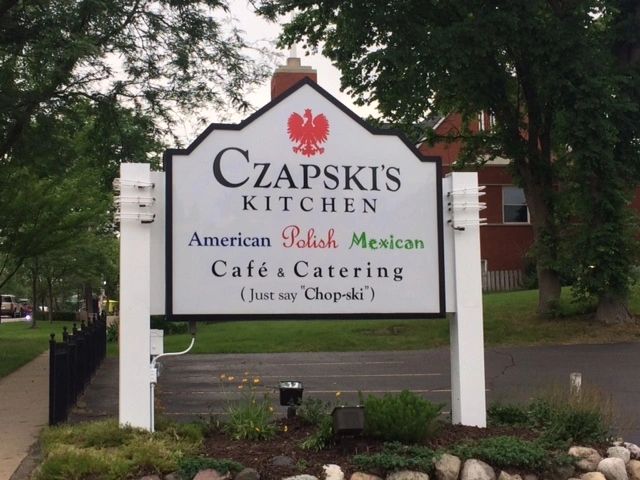 CZAPSKI'S
KITCHEN
American Polish Mexican
Café & Catering
(Just say "Chop-ski")